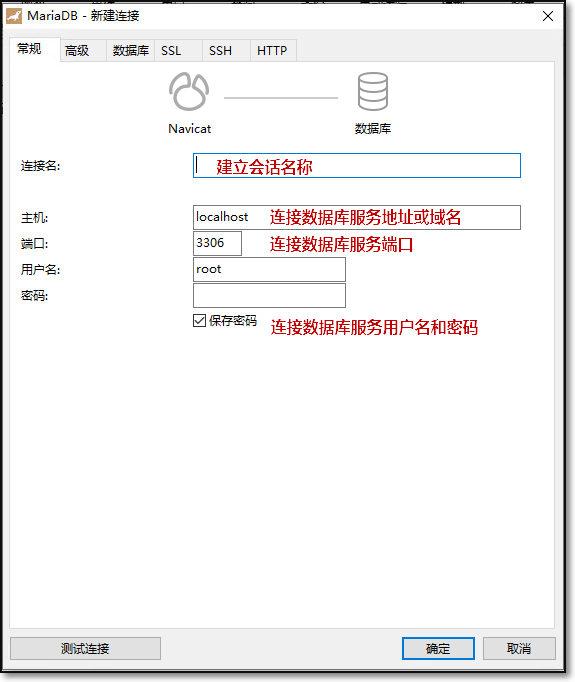 MariaDB - 新建连接
常规 高级 数据库 SSL SSH HTTP
Navicat 数据库
连接名: 建立会话名称
主机: localhost 连接数据库服务地址或域名
端口: 3306 连接数据库服务端口
用户名: root
密码:
保存密码 连接数据库服务用户名和密码
测试连接 确定 取消